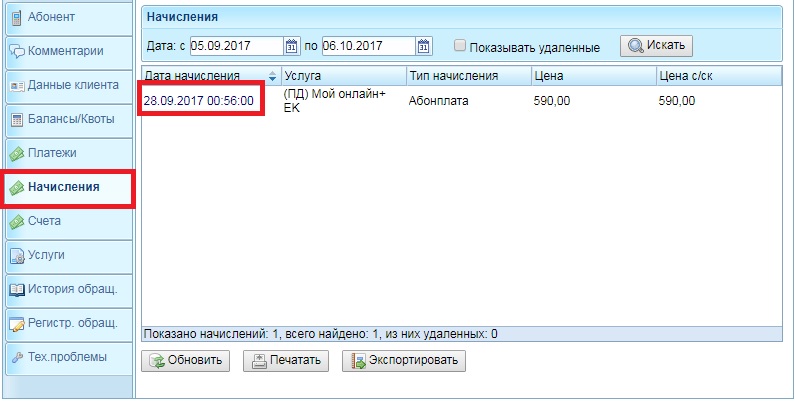 Абонент
Комментарии
Данные клиента
Балансы/Квоты
Платежи
Начисления
Счета
Услуги
История обращ.
Регистр. обращ.
Тех.проблемы
Начисления
Дата: с 05.09.2017 по 06.10.2017 Показывать удаленные Искать
Дата начисления Услуга Тип начисления Цена Цена с/ск
28.09.2017 00:56:00 (ПД) Мой онлайн+ Абонплата 590,00 590,00
EK
Показано начислений: 1, всего найдено: 1, из них удаленных: 0
Обновить Печатать Экспортировать